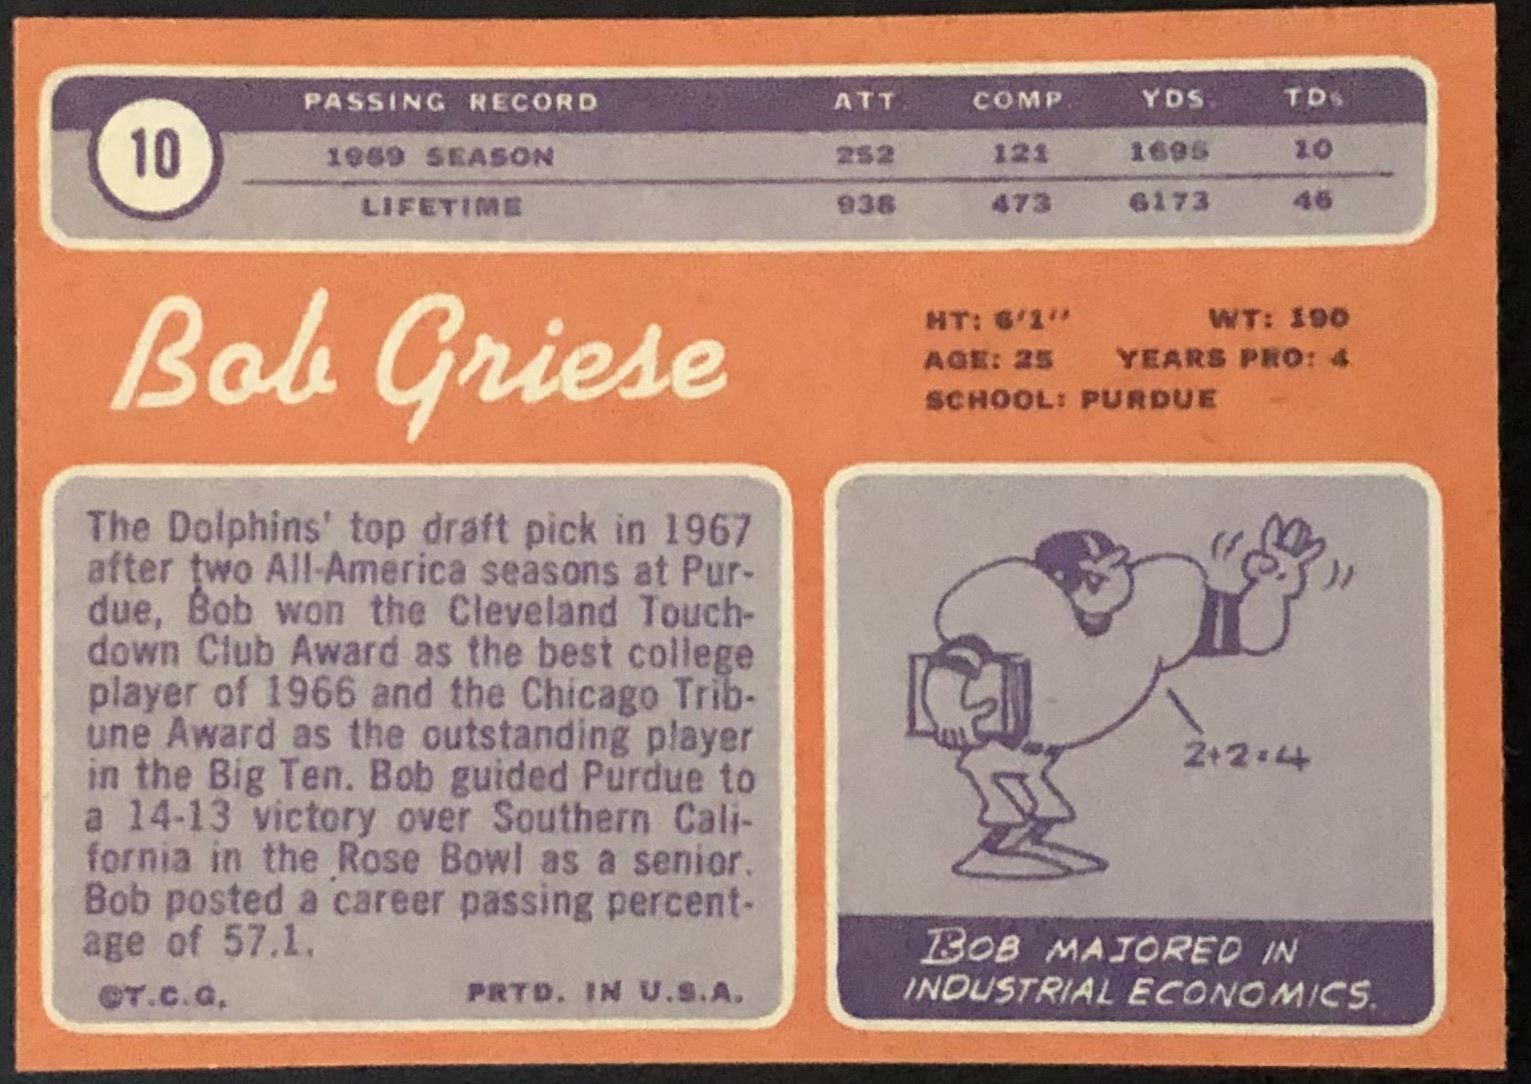 10
PASSING RECORD ATT. COMP. YDS. TDs
1969 SEASON 252 121 1695 10
LIFETIME 938 473 6173 46
Bob Griese
HT: 6'1" WT: 190
AGE: 25 YEARS PRO: 4
SCHOOL: PURDUE
The Dolphins' top draft pick in 1967
after two All-America seasons at Pur-
due, Bob won the Cleveland Touch-
down Club Award as the best college
player of 1966 and the Chicago Trib-
une Award as the outstanding player
in the Big Ten. Bob guided Purdue to
a 14-13 victory over Southern Cali-
fornia in the Rose Bowl as a senior.
Bob posted a career passing percent-
age of 57.1.
©T.C.G. PRTD. IN U.S.A.
2+2=4
BOB MAJORED IN
INDUSTRIAL ECONOMICS.